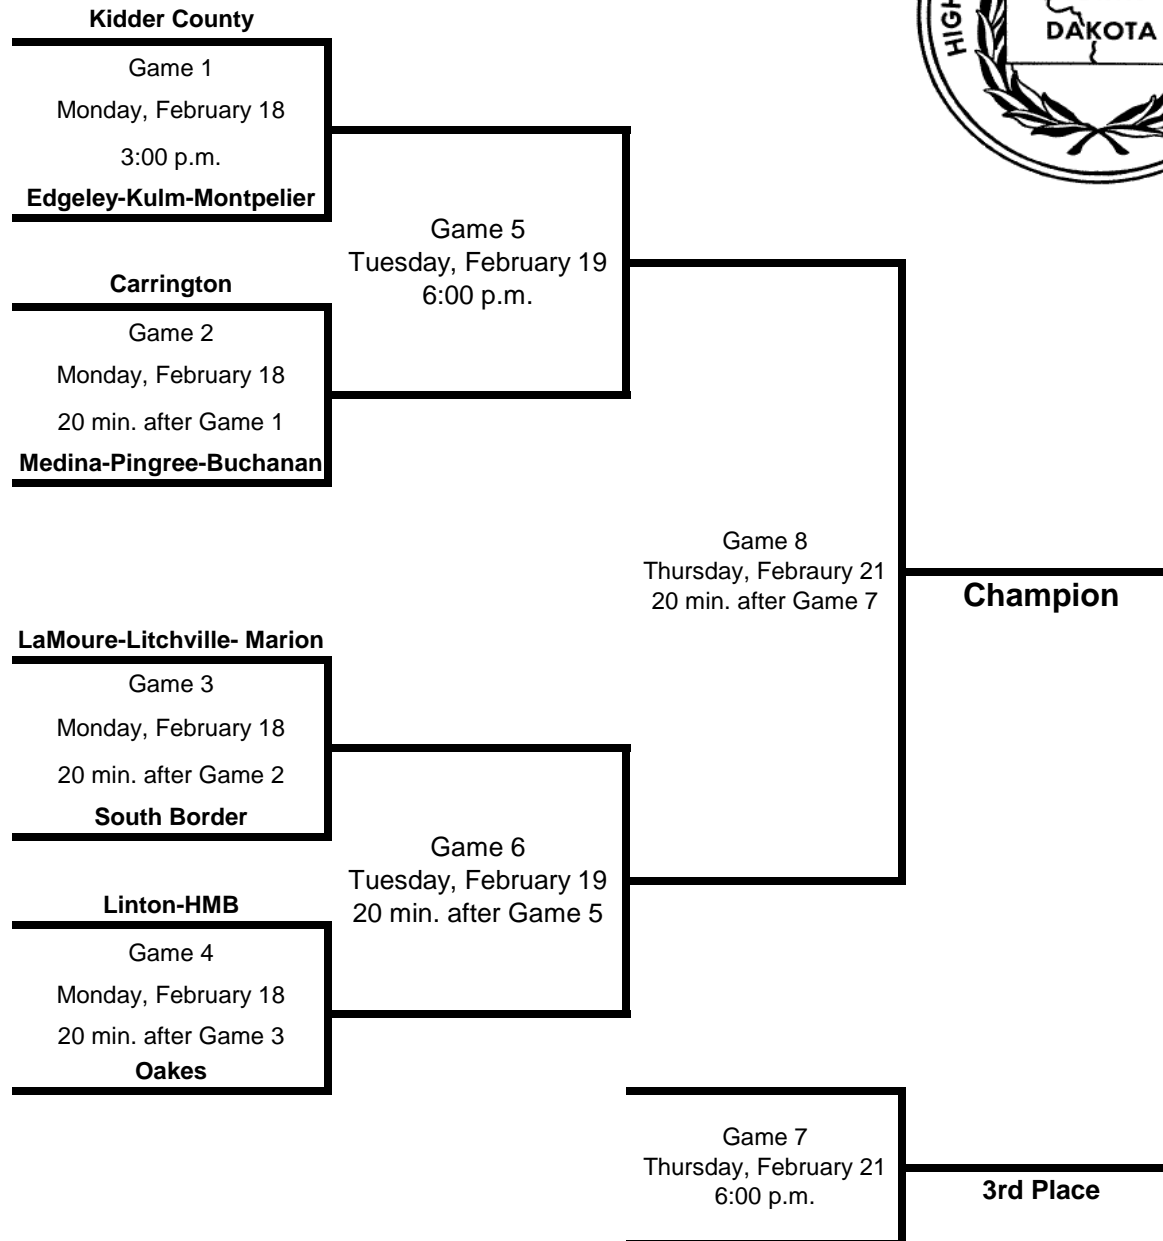 Kidder County
Game 1
Monday, February 18
3:00 p.m.
Edgeley-Kulm-Montpelier
Carrington
Game 2
Monday, February 18
20 min. after Game 1
Medina-Pingree-Buchanan
LaMoure-Litchville- Marion
Game 3
Monday, February 18
20 min. after Game 2
South Border
Linton-HMB
Game 4
Monday, February 18
20 min. after Game 3
Oakes
Game 5
Tuesday, February 19
6:00 p.m.
Game 6
Tuesday, February 19
20 min. after Game 5
Game 8
Thursday, Febraury 21
20 min. after Game 7
Champion
Game 7
Thursday, February 21
6:00 p.m.
3rd Place
HIGH
DAKOTA